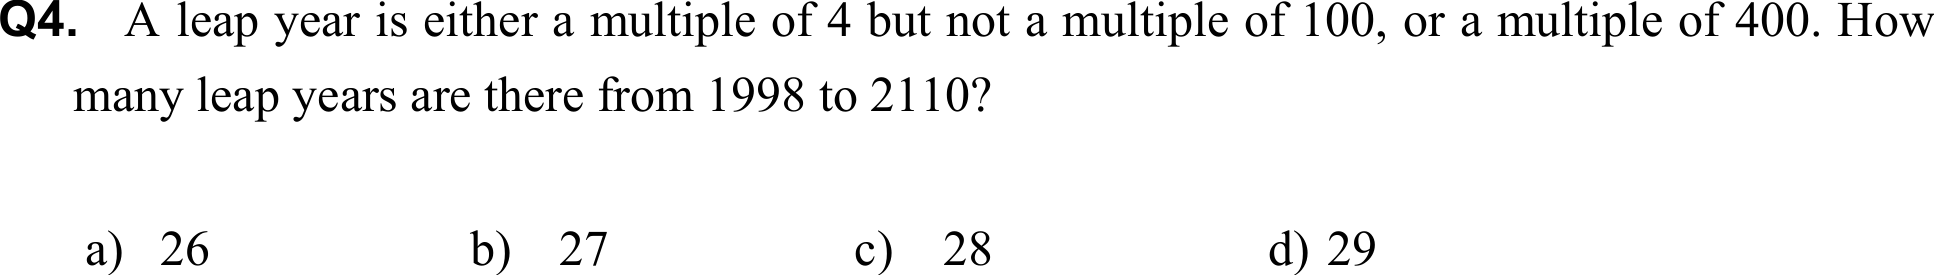 Q4. A leap year is either a multiple of 4 but not a multiple of 100, or a multiple of 400. How
many leap years are there from 1998 to 2110?
a) 26 b) 27 c) 28 d) 29